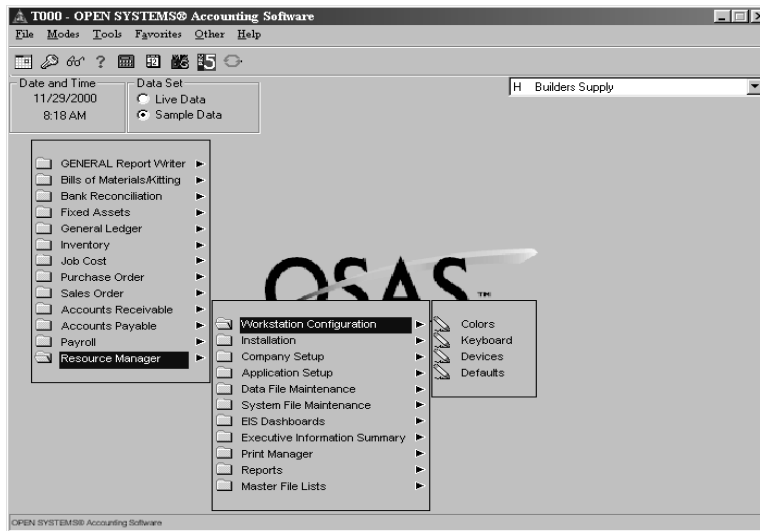 T000 - OPEN SYSTEMS® Accounting Software
File Modes Tools Favorites Other Help
Date and Time
11/29/2000
8:18 AM
Data Set
Live Data
Sample Data
H Builders Supply
GENERAL Report Writer
Bills of Materials/Kitting
Bank Reconciliation
Fixed Assets
General Ledger
Inventory
Job Cost
Purchase Order
Sales Order
Accounts Receivable
Accounts Payable
Payroll
Resource Manager
OSAS™
Workstation Configuration
Installation
Company Setup
Application Setup
Data File Maintenance
System File Maintenance
EIS Dashboards
Executive Information Summary
Print Manager
Reports
Master File Lists
Colors
Keyboard
Devices
Defaults
OPEN SYSTEMS® Accounting Software